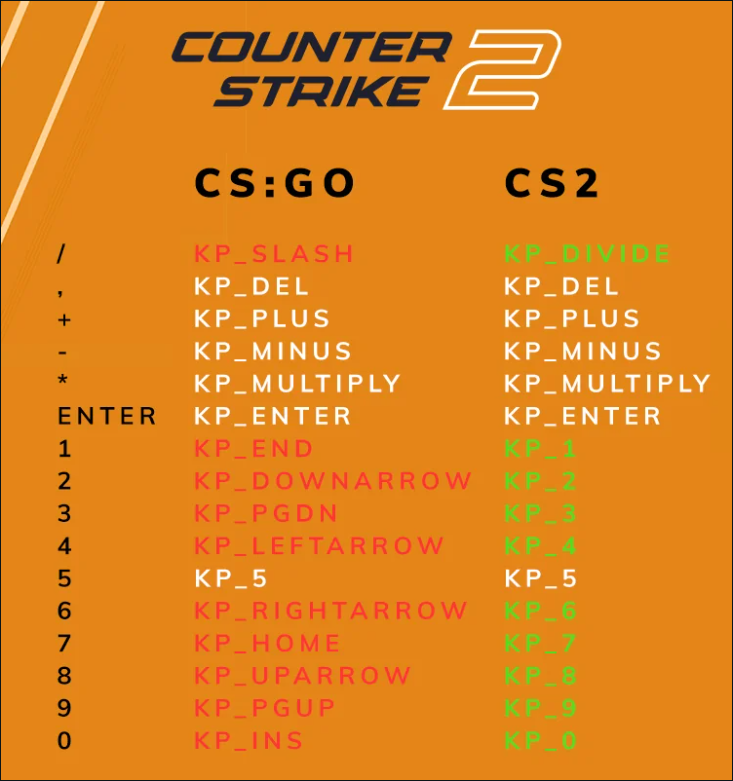 COUNTER
STRIKE 2
CS:GO CS2
/ KP_SLASH KP_DIVIDE
, KP_DEL KP_DEL
+ KP_PLUS KP_PLUS
- KP_MINUS KP_MINUS
* KP_MULTIPLY KP_MULTIPLY
ENTER KP_ENTER KP_ENTER
1 KP_END KP_1
2 KP_DOWNARROW KP_2
3 KP_PGDN KP_3
4 KP_LEFTARROW KP_4
5 KP_5 KP_5
6 KP_RIGHTARROW KP_6
7 KP_HOME KP_7
8 KP_UPARROW KP_8
9 KP_PGUP KP_9
0 KP_INS KP_0